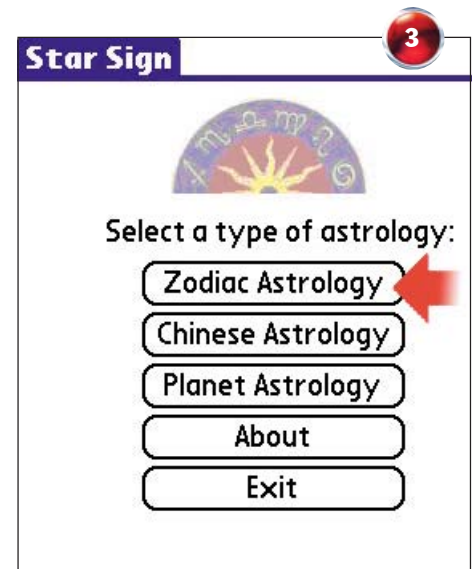 3
Star Sign
Select a type of astrology:
Zodiac Astrology
Chinese Astrology
Planet Astrology
About
Exit